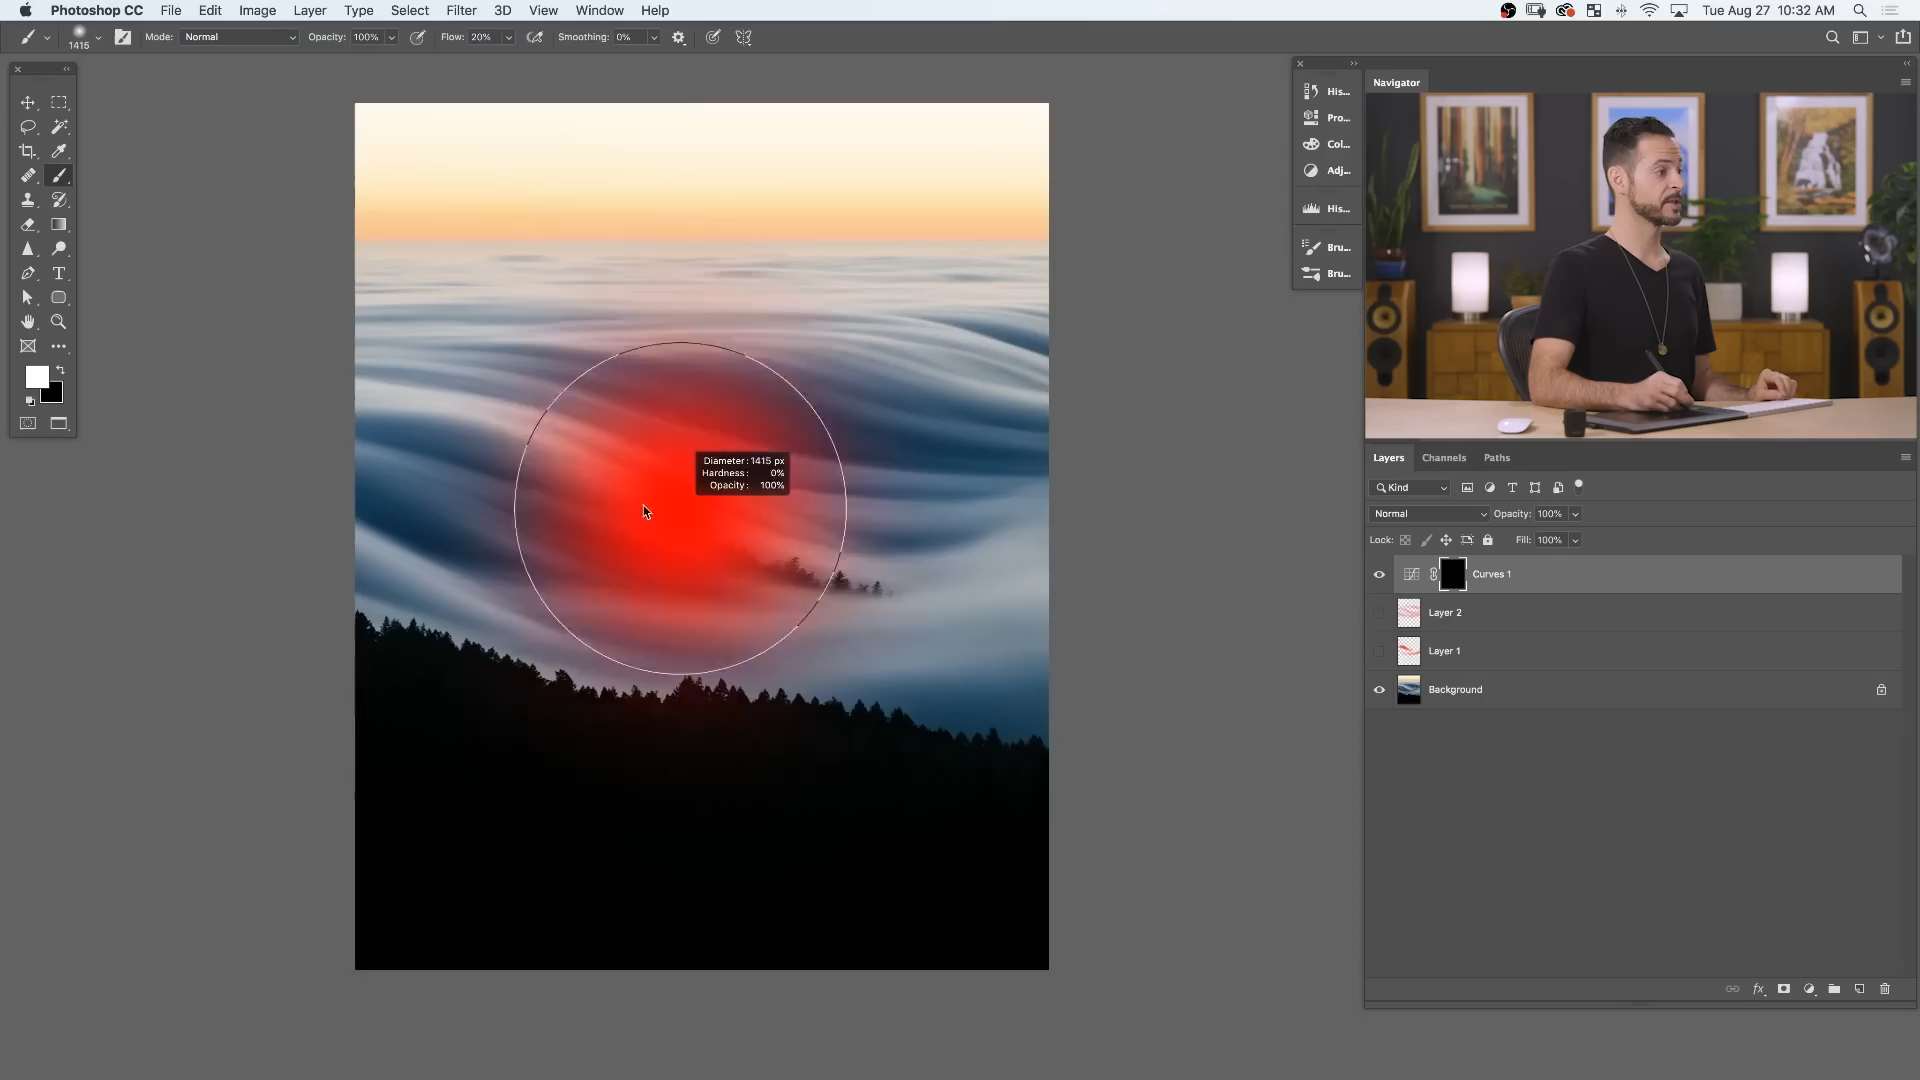 Photoshop CC File Edit Image Layer Type Select Filter 3D View Window Help Tue Aug 27 10:32 AM
1415 Mode: Normal Opacity: 100% Flow: 20% Smoothing: 0%
Navigator
His...
Pro...
Col...
Adj...
His...
Bru...
Bru...
Diameter: 1415 px
Hardness: 0%
Opacity: 100%
Layers Channels Paths
Kind
Normal Opacity: 100%
Lock: Fill: 100%
Curves 1
Layer 2
Layer 1
Background
fx